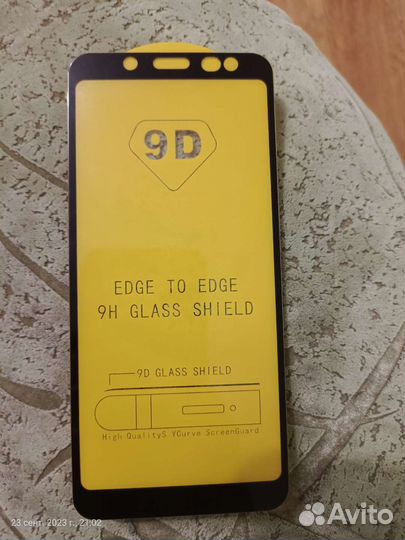 9D
EDGE TO EDGE
9H GLASS SHIELD
9D GLASS SHIELD
High QualityS YCurve ScreenGuard
23 сент. 2023 г., 21:02
Avito